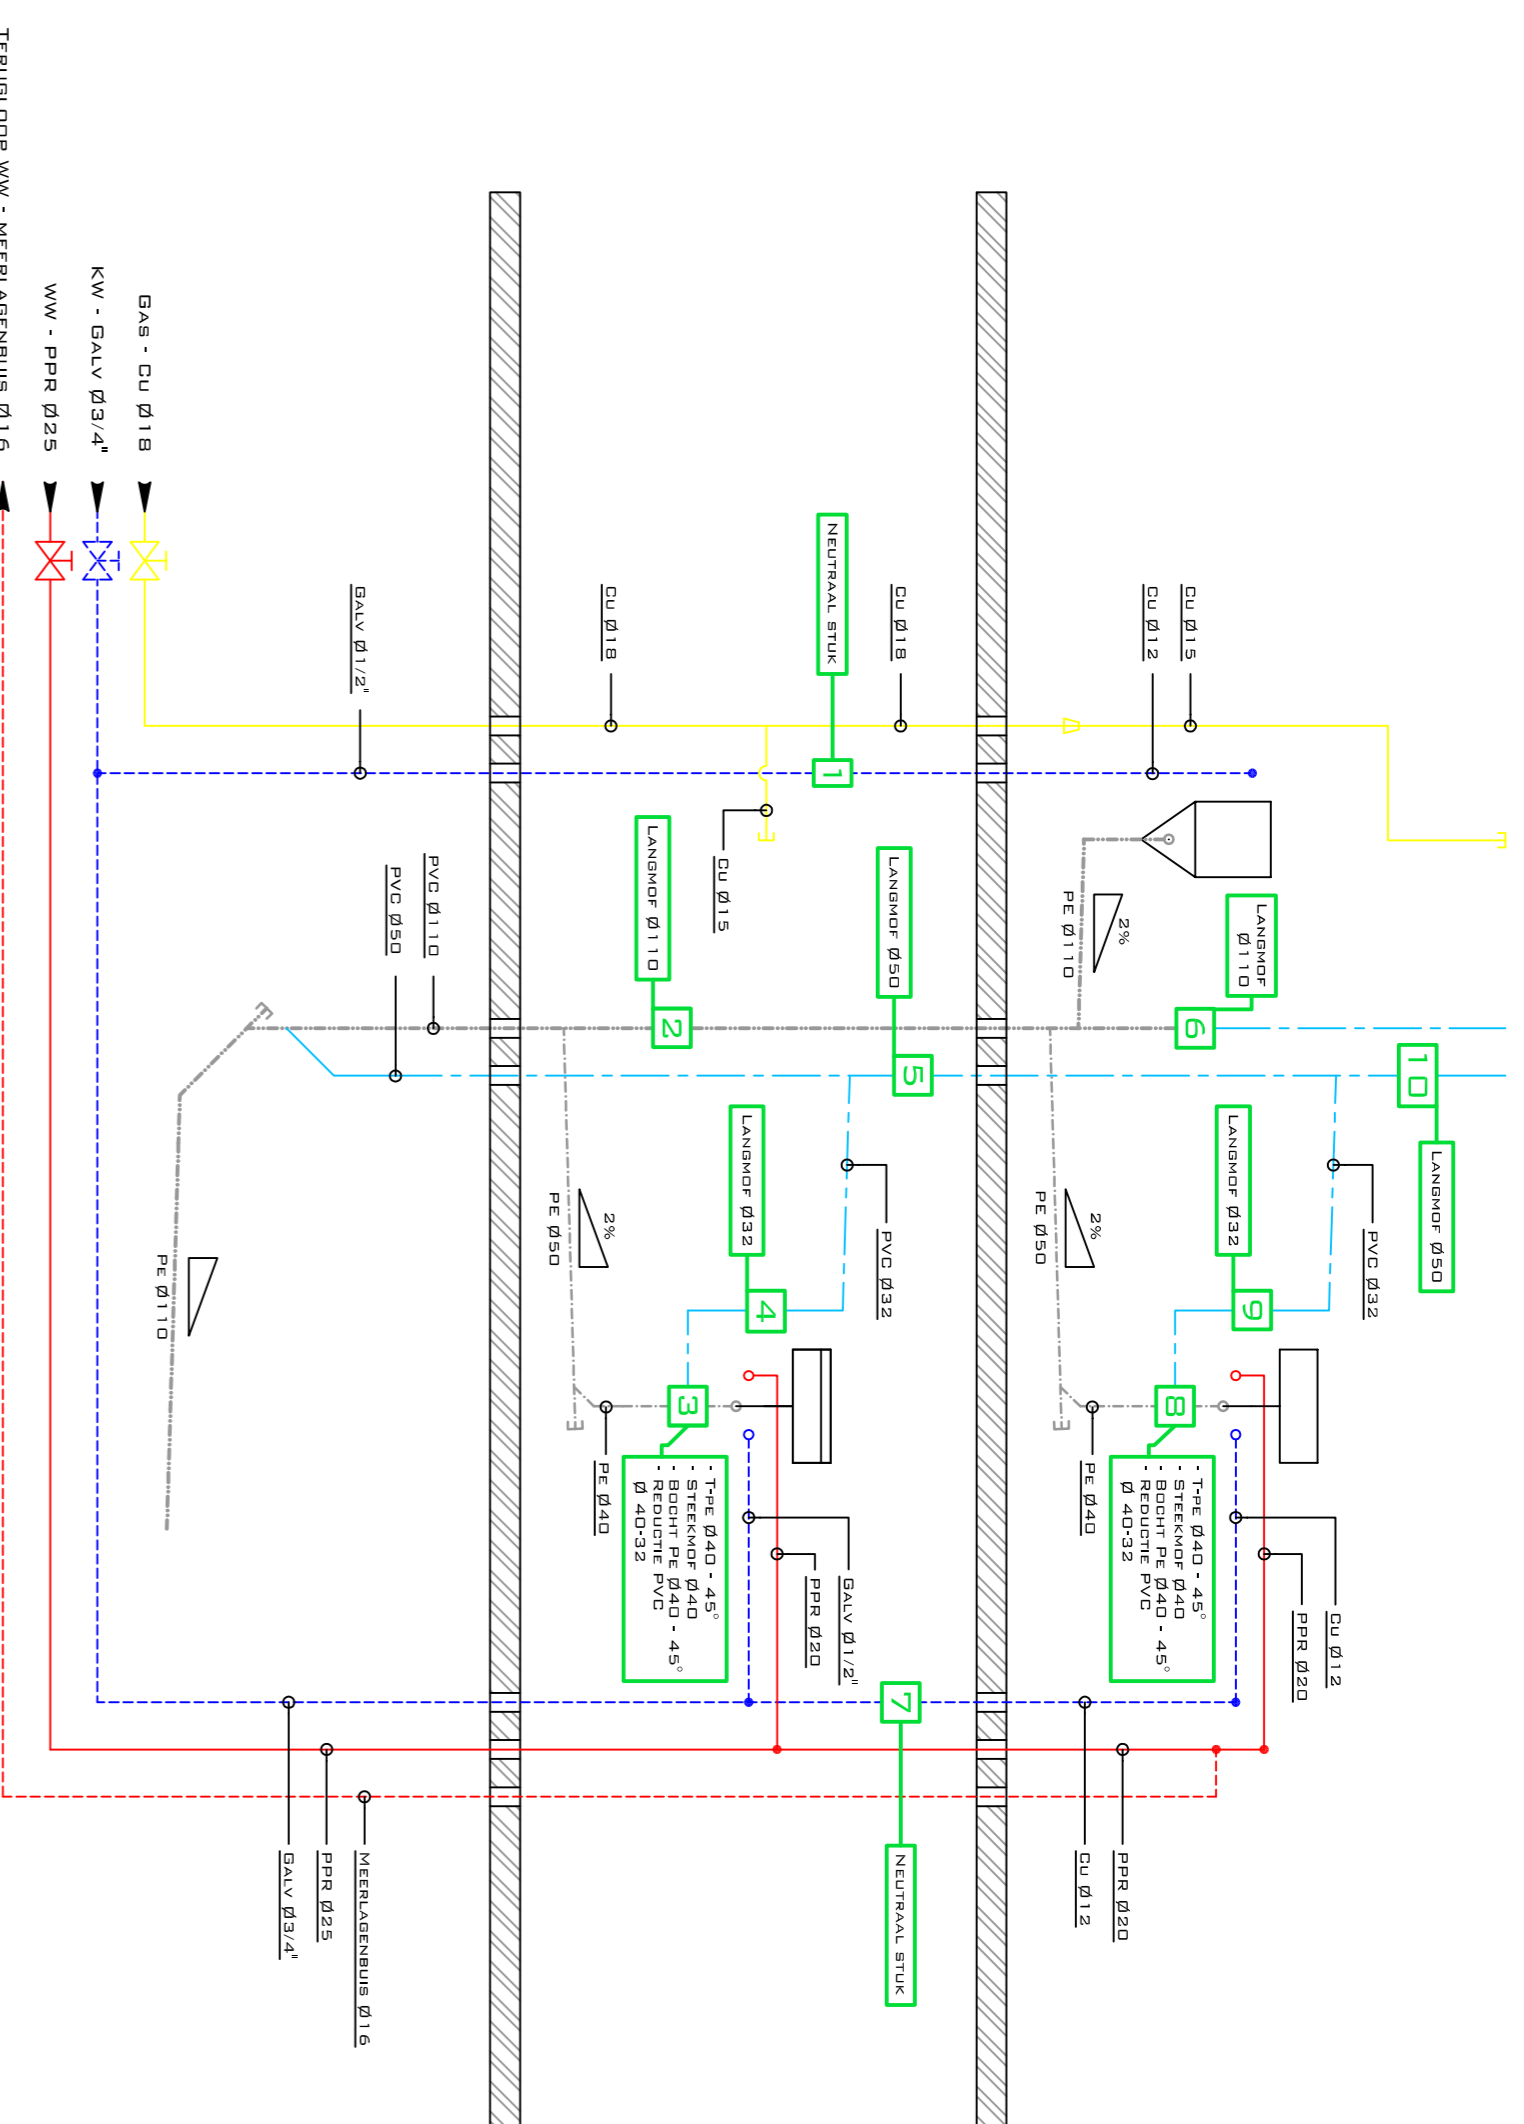 Cu Ø15
Cu Ø12
Cu Ø18
Neutraal stuk
1
Cu Ø18
Galv Ø1/2"
Gas - Cu Ø18
KW - Galv Ø3/4"
WW - PPR Ø25
Terugloop WW - meerlagenbuis Ø16
Langmof
Ø110
6
2%
Pe Ø110
Langmof Ø50
5
Cu Ø15
Langmof Ø110
2
PVC Ø110
PVC Ø50
10
Langmof Ø50
PVC Ø32
Langmof Ø32
9
2%
Pe Ø50
PVC Ø32
Langmof Ø32
4
2%
Pe Ø50
Pe Ø110
8
- T-pe Ø40 - 45°
- Steekmof Ø40
- Bocht Pe Ø40 - 45°
- Reductie PVC
Ø 40-32
Pe Ø40
Cu Ø12
PPR Ø20
3
- T-pe Ø40 - 45°
- Steekmof Ø40
- Bocht Pe Ø40 - 45°
- Reductie PVC
Ø 40-32
Pe Ø40
Galv Ø1/2"
PPR Ø20
7
Neutraal stuk
PPR Ø20
Cu Ø12
Meerlagenbuis Ø16
PPR Ø25
Galv Ø3/4"